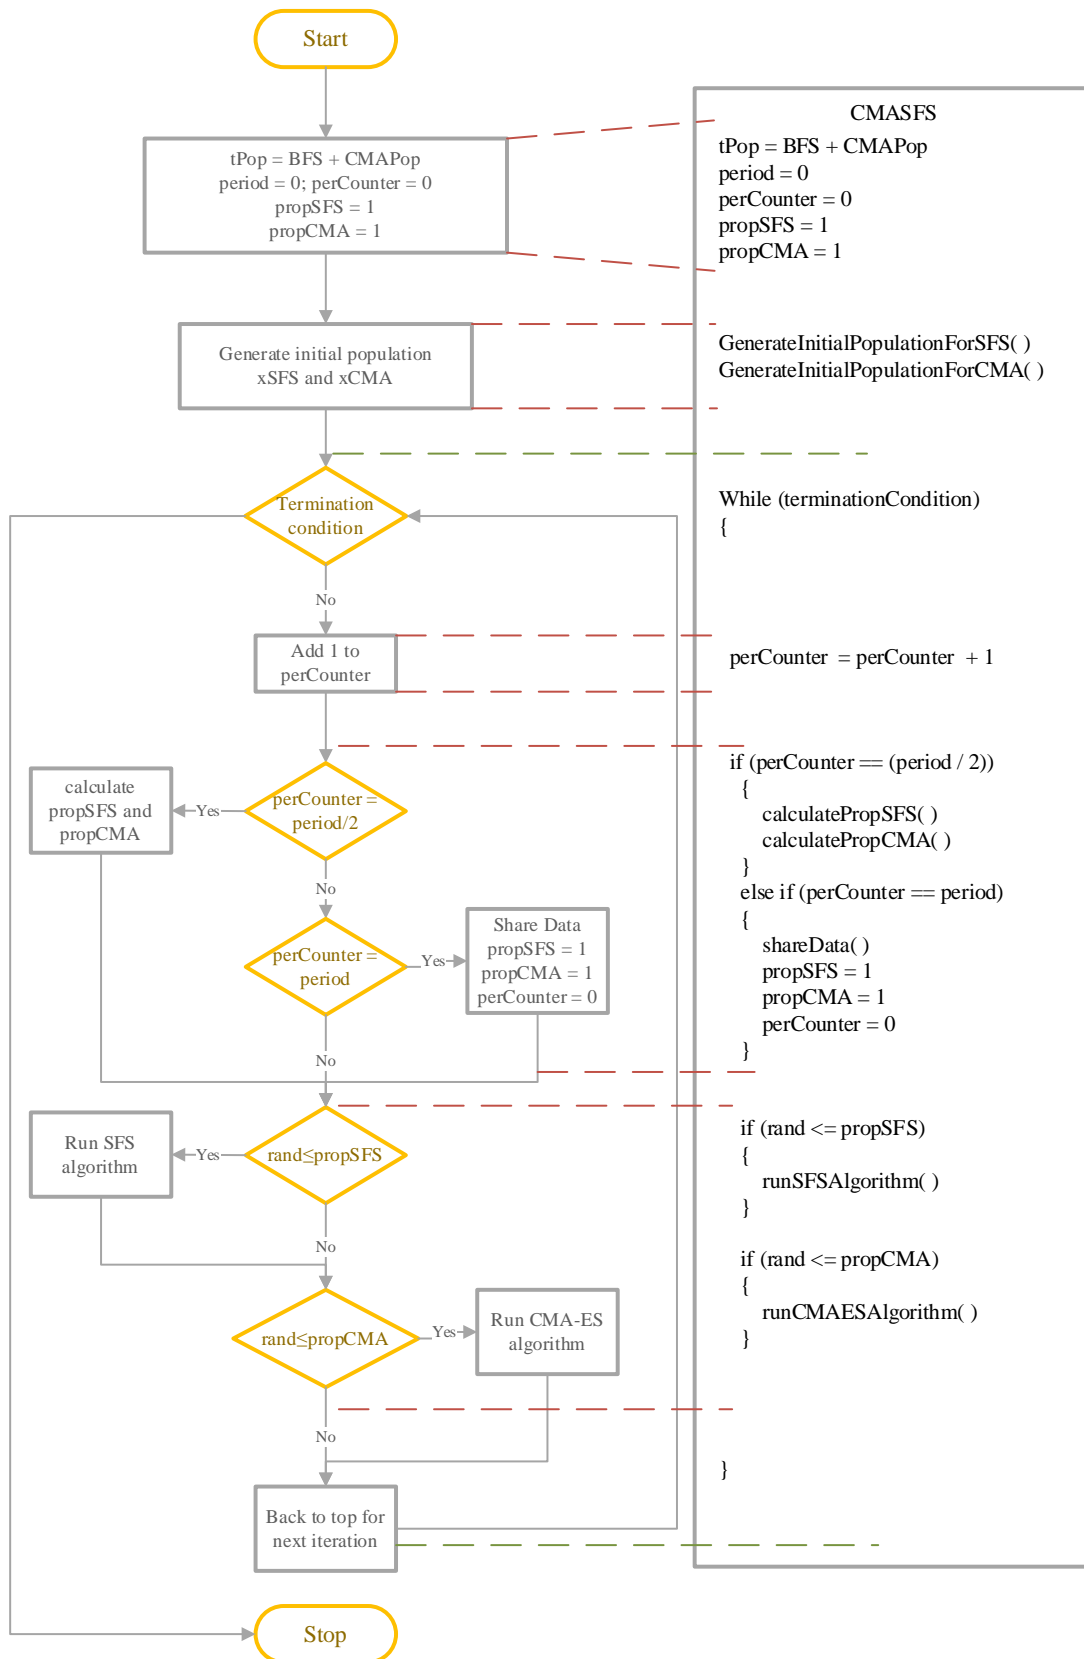 Start
tPop = BFS + CMAPop
period = 0; perCounter = 0
propSFS = 1
propCMA = 1
Generate initial population
xSFS and xCMA
Termination
condition
No
Add 1 to
perCounter
perCounter =
period/2
Yes
calculate
propSFS and
propCMA
No
perCounter =
period
Yes
Share Data
propSFS = 1
propCMA = 1
perCounter = 0
No
rand≤propSFS
Yes
Run SFS
algorithm
No
rand≤propCMA
Yes
Run CMA-ES
algorithm
No
Back to top for
next iteration
Stop
CMASFS
tPop = BFS + CMAPop
period = 0
perCounter = 0
propSFS = 1
propCMA = 1
GenerateInitialPopulationForSFS( )
GenerateInitialPopulationForCMA( )
While (terminationCondition)
{
perCounter = perCounter + 1
if (perCounter == (period / 2))
{
calculatePropSFS( )
calculatePropCMA( )
}
else if (perCounter == period)
{
shareData( )
propSFS = 1
propCMA = 1
perCounter = 0
}
if (rand <= propSFS)
{
runSFSAlgorithm( )
}
if (rand <= propCMA)
{
runCMAESAlgorithm( )
}
}